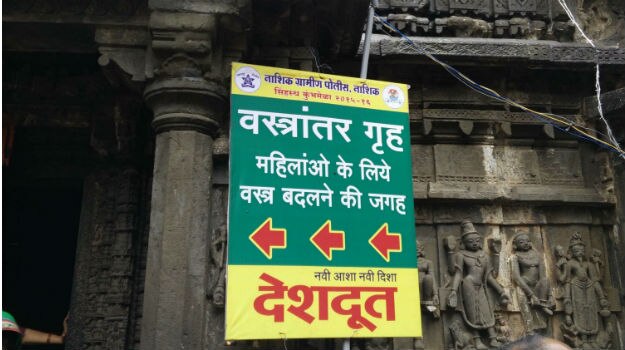 नाशिक ग्रामीण पोलीस, नाशिक
सिंहस्थ कुंभमेळा २०१५-१६
वस्त्रांतर गृह
महिलांओ के लिये
वस्त्र बदलने की जगह
नवी आशा नवी दिशा
देशदूत